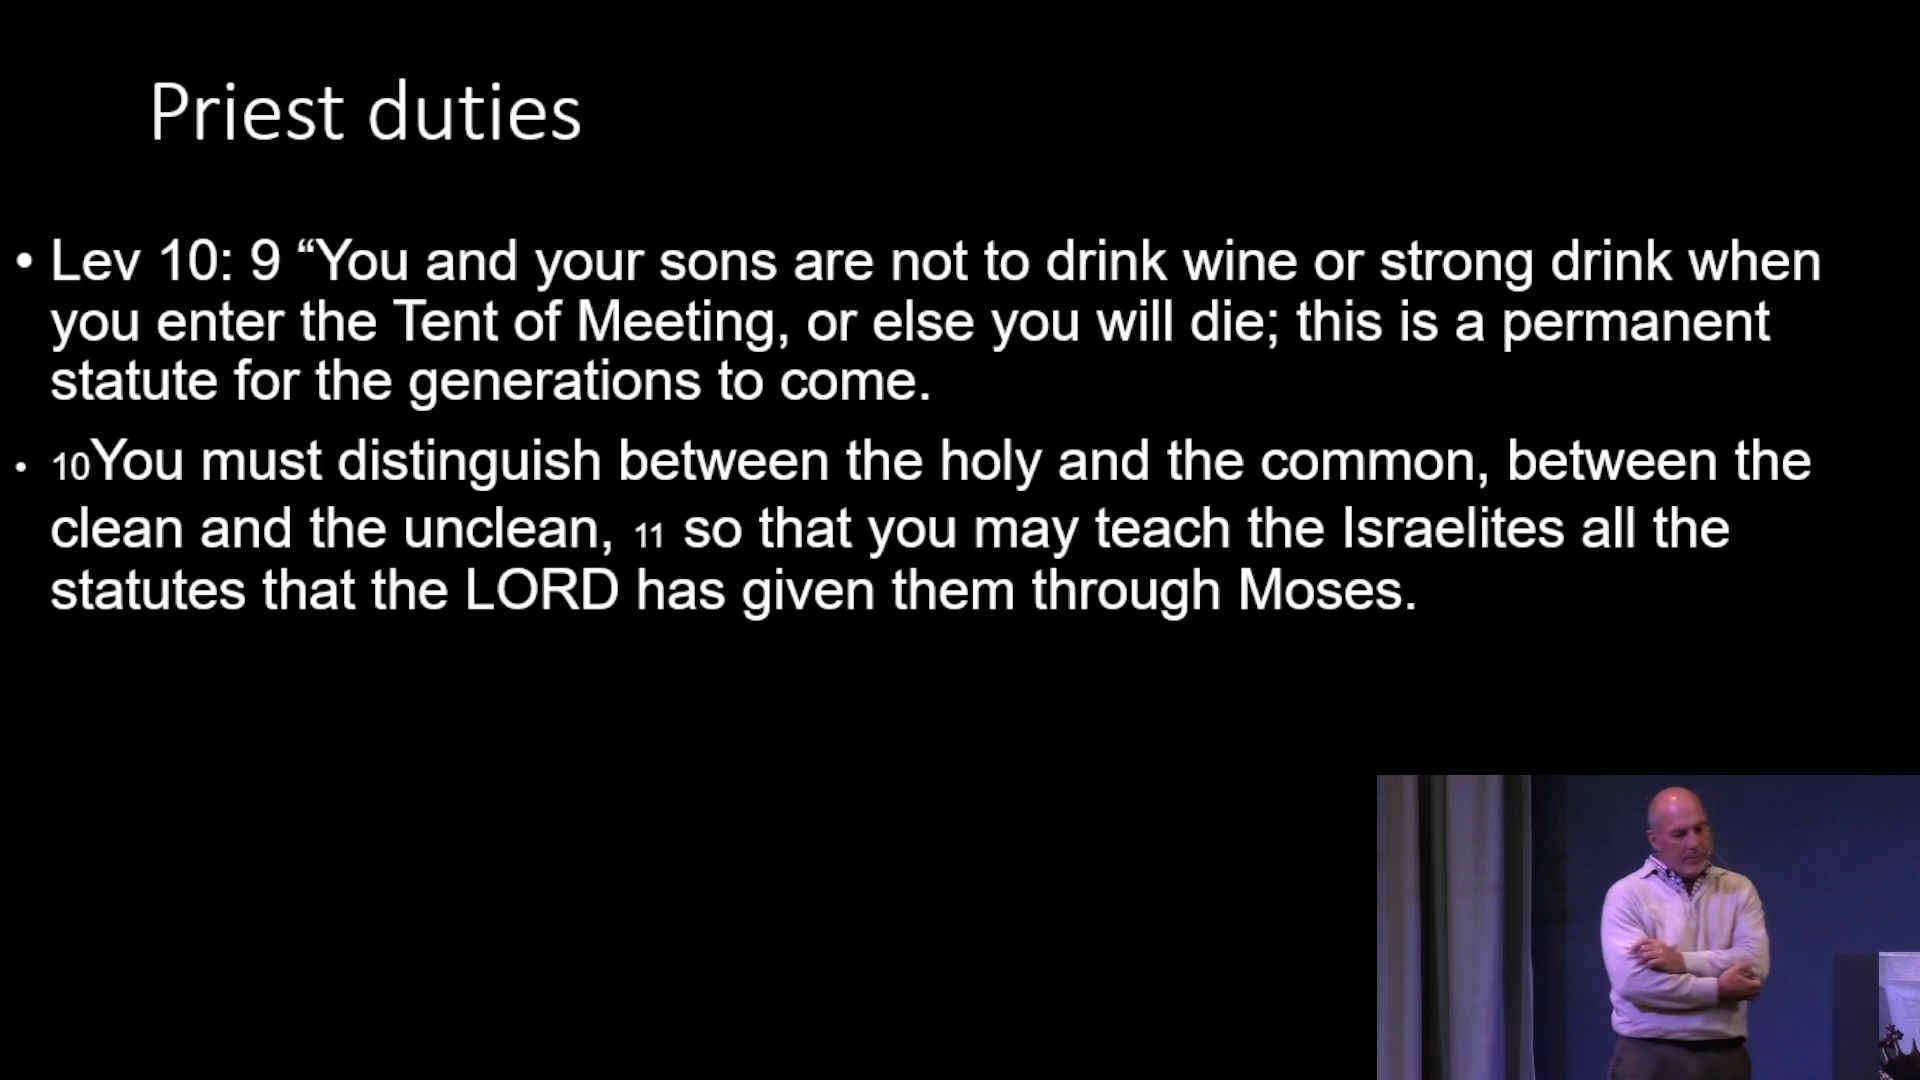 Priest duties
• Lev 10: 9 “You and your sons are not to drink wine or strong drink when
you enter the Tent of Meeting, or else you will die; this is a permanent
statute for the generations to come.
• 10You must distinguish between the holy and the common, between the
clean and the unclean, 11 so that you may teach the Israelites all the
statutes that the LORD has given them through Moses.